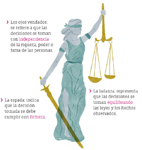 Los ojos vendados:
se refiere a que las
decisiones se toman
con independencia
de la riqueza, poder o
fama de las personas.
La balanza: representa
que las decisiones se
toman equilibrando
las leyes y los hechos
observados.
La espada: indica
que la decisión
tomada se debe
cumplir con firmeza.